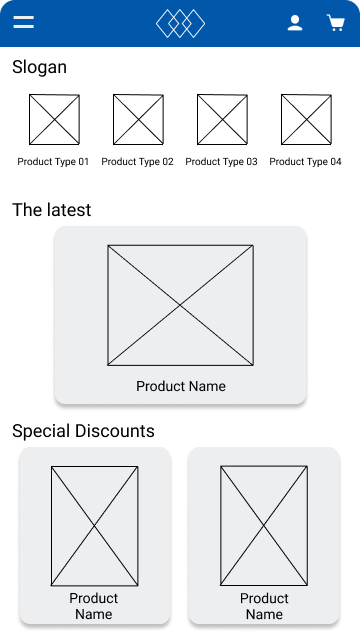 Slogan
Product Type 01 Product Type 02 Product Type 03 Product Type 04
The latest
Product Name
Special Discounts
Product
Name
Product
Name